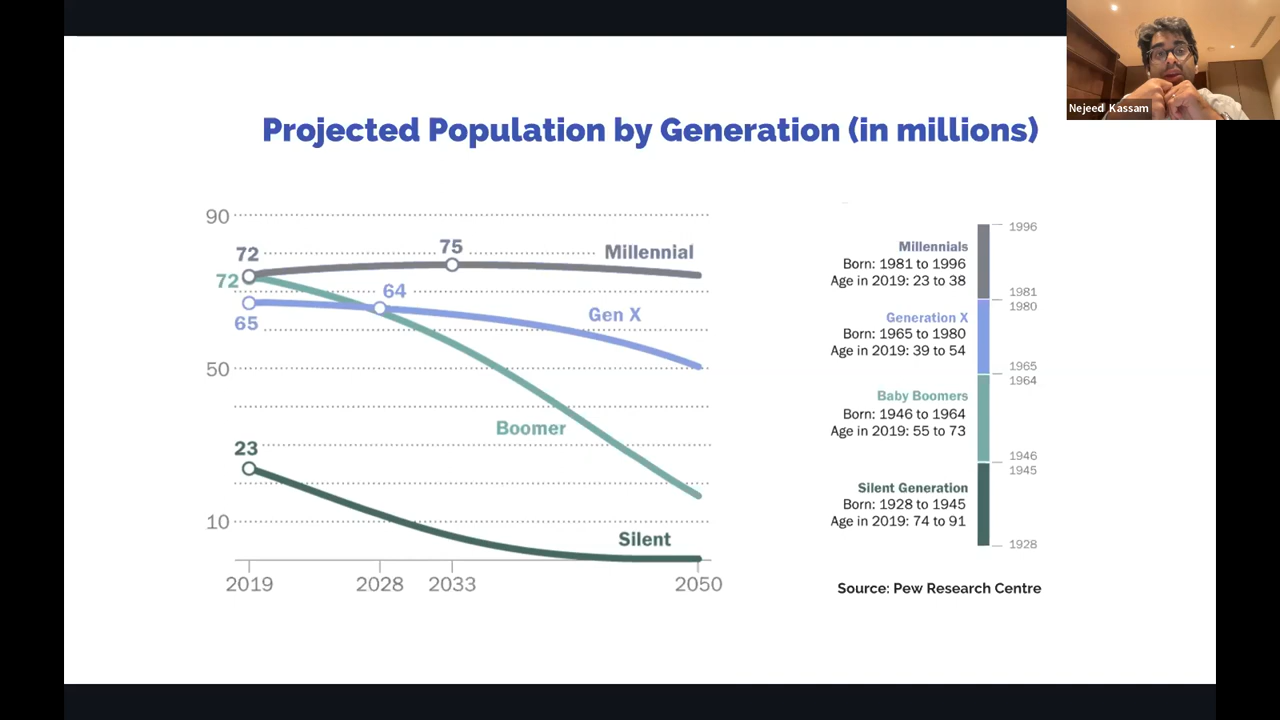 Nejeed Kassam
Projected Population by Generation (in millions)
90
72
75
Millennial
72
64
65
Gen X
50
Boomer
23
10
Silent
2019
2028
2033
2050
1996
Millennials
Born: 1981 to 1996
Age in 2019: 23 to 38
1981
1980
Generation X
Born: 1965 to 1980
Age in 2019: 39 to 54
1965
1964
Baby Boomers
Born: 1946 to 1964
Age in 2019: 55 to 73
1946
1945
Silent Generation
Born: 1928 to 1945
Age in 2019: 74 to 91
1928
Source: Pew Research Centre